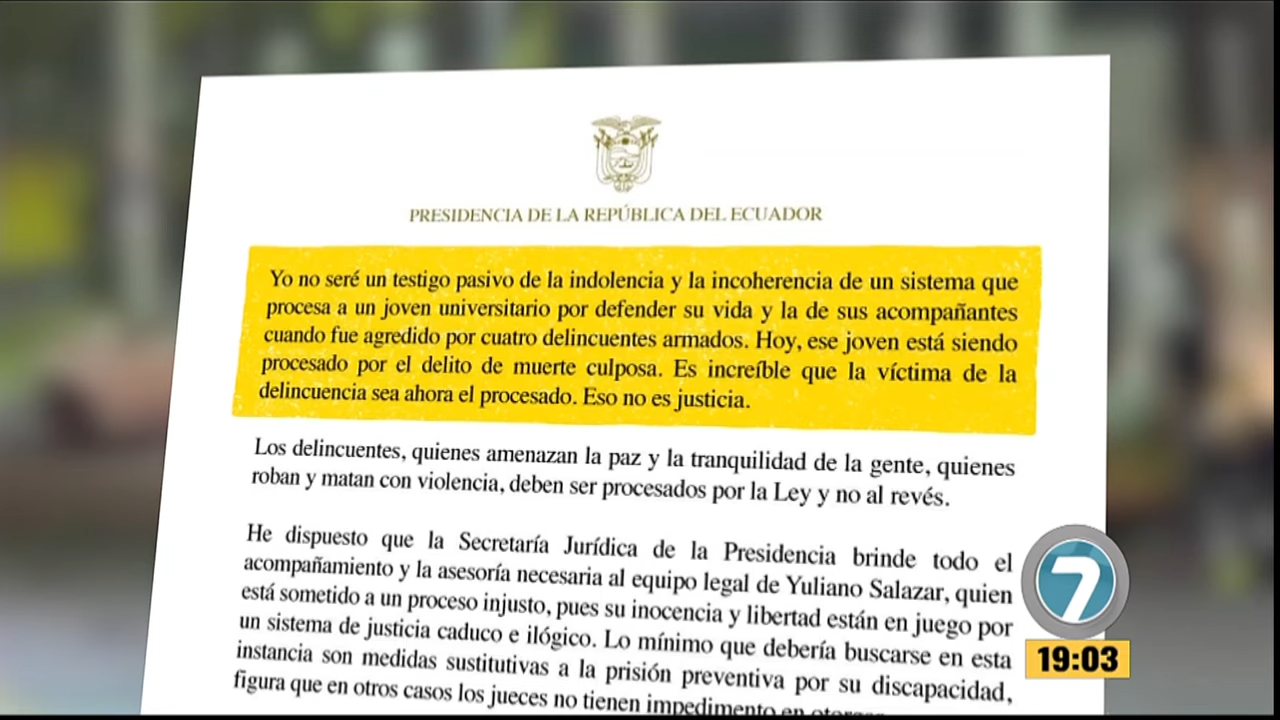 PRESIDENCIA DE LA REPÚBLICA DEL ECUADOR
Yo no seré un testigo pasivo de la indolencia y la incoherencia de un sistema que
procesa a un joven universitario por defender su vida y la de sus acompañantes
cuando fue agredido por cuatro delincuentes armados. Hoy, ese joven está siendo
procesado por el delito de muerte culposa. Es increíble que la víctima de la
delincuencia sea ahora el procesado. Eso no es justicia.
Los delincuentes, quienes amenazan la paz y la tranquilidad de la gente, quienes
roban y matan con violencia, deben ser procesados por la Ley y no al revés.
He dispuesto que la Secretaría Jurídica de la Presidencia brinde todo el
acompañamiento y la asesoría necesaria al equipo legal de Yuliano Salazar, quien
está sometido a un proceso injusto, pues su inocencia y libertad están en juego por
un sistema de justicia caduco e ilógico. Lo mínimo que debería buscarse en esta
instancia son medidas sustitutivas a la prisión preventiva por su discapacidad,
figura que en otros casos los jueces no tienen impedimento en
7
19:03